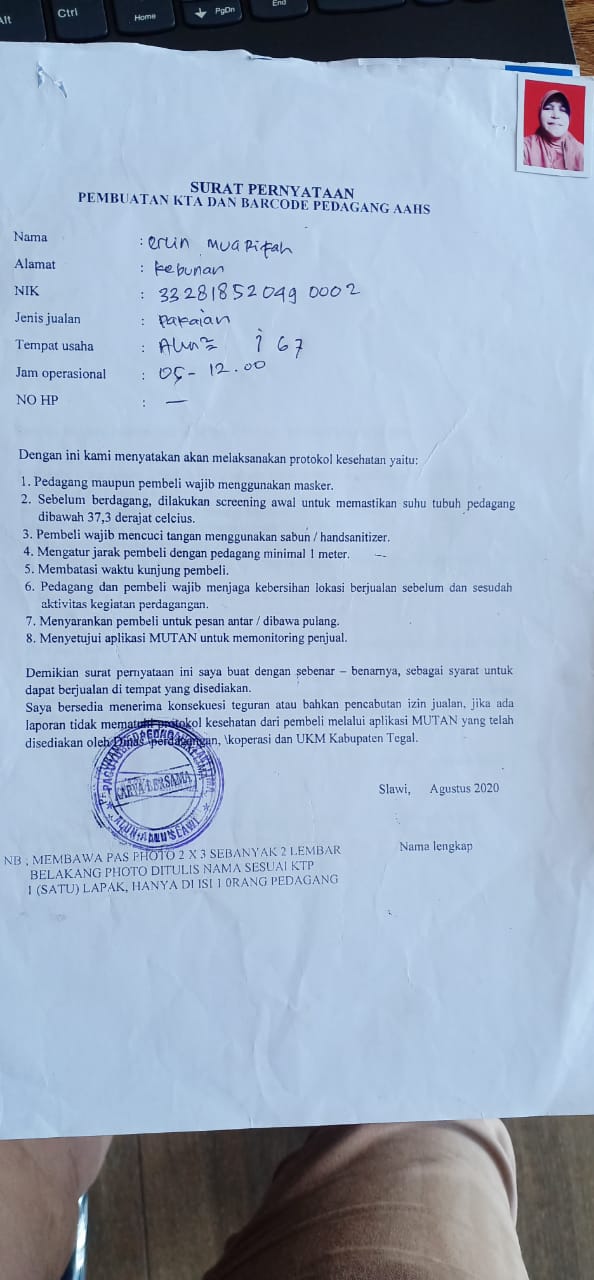 Alt
Ctrl
Home
PgDn
End
SURAT PERNYATAAN
PEMBUATAN KTA DAN BARCODE PEDAGANG AAHS
Nama : erlin muarifah
Alamat : Kebunan
NIK : 332818520490002
Jenis jualan : Pakaian
Tempat usaha : Alun2 i 67
Jam operasional : 05 - 12.00
NO HP : —
Dengan ini kami menyatakan akan melaksanakan protokol kesehatan yaitu:
1. Pedagang maupun pembeli wajib menggunakan masker.
2. Sebelum berdagang, dilakukan screening awal untuk memastikan suhu tubuh pedagang
dibawah 37,3 derajat celcius.
3. Pembeli wajib mencuci tangan menggunakan sabun / handsanitizer.
4. Mengatur jarak pembeli dengan pedagang minimal 1 meter.
5. Membatasi waktu kunjung pembeli.
6. Pedagang dan pembeli wajib menjaga kebersihan lokasi berjualan sebelum dan sesudah
aktivitas kegiatan perdagangan.
7. Menyarankan pembeli untuk pesan antar / dibawa pulang.
8. Menyetujui aplikasi MUTAN untuk memonitoring penjual.
Demikian surat pernyataan ini saya buat dengan sebenar – benarnya, sebagai syarat untuk
dapat berjualan di tempat yang disediakan.
Saya bersedia menerima konsekuesi teguran atau bahkan pencabutan izin jualan, jika ada
laporan tidak mematuhi protokol kesehatan dari pembeli melalui aplikasi MUTAN yang telah
disediakan oleh Dinas \perdagangan, \koperasi dan UKM Kabupaten Tegal.
KARYA BERSAMA
ALUN-ALUN SLAWI
Slawi, Agustus 2020
Nama lengkap
NB ; MEMBAWA PAS PHOTO 2 X 3 SEBANYAK 2 LEMBAR
BELAKANG PHOTO DITULIS NAMA SESUAI KTP
1 (SATU) LAPAK, HANYA DI ISI 1 0RANG PEDAGANG